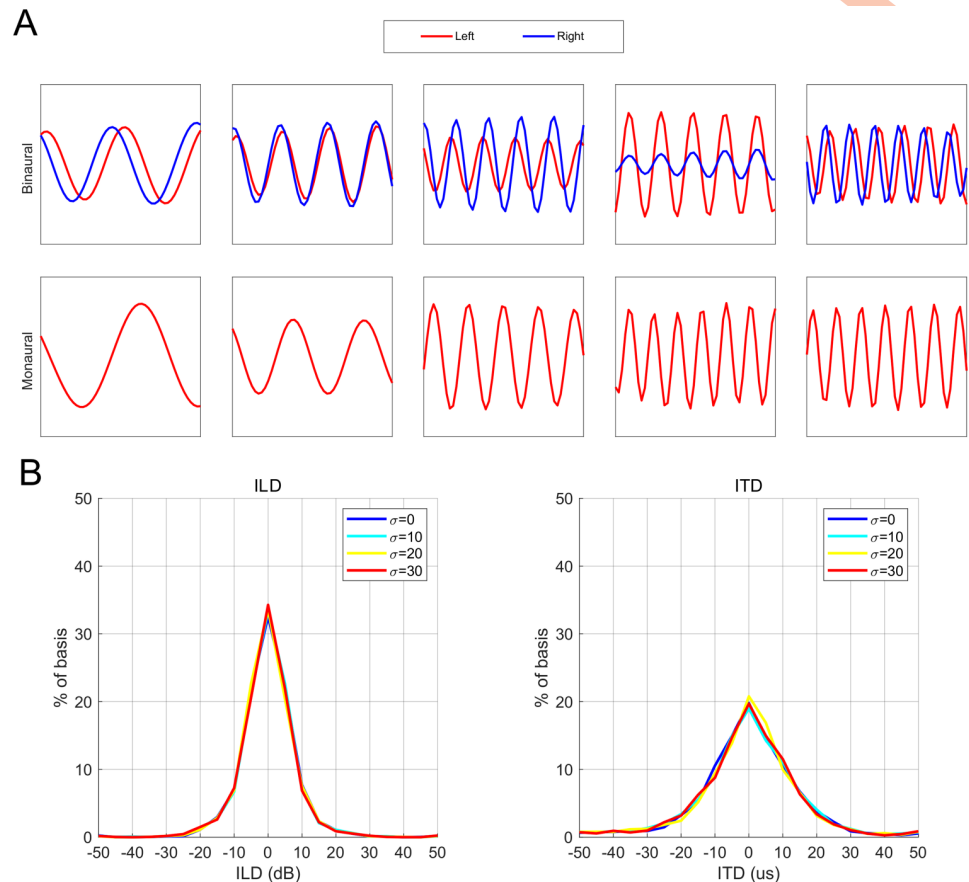 A
Left Right
Binaural
Monaural
B
ILD
50
40
30
20
10
0
% of basis
-50 -40 -30 -20 -10 0 10 20 30 40 50
ILD (dB)
σ=0
σ=10
σ=20
σ=30
ITD
50
40
30
20
10
0
% of basis
-50 -40 -30 -20 -10 0 10 20 30 40 50
ITD (us)
σ=0
σ=10
σ=20
σ=30